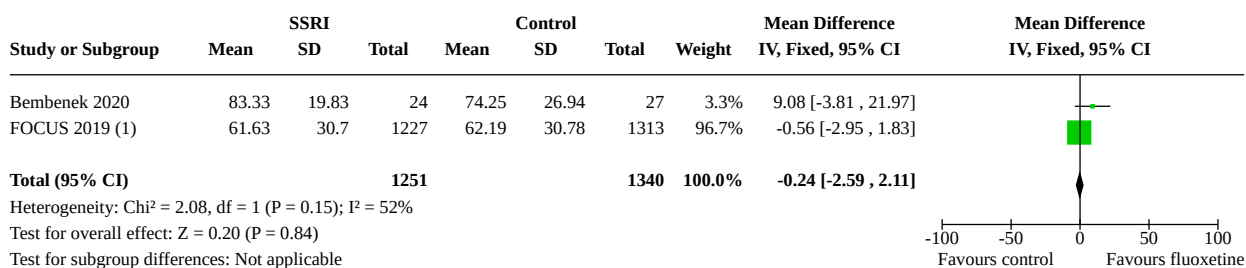 SSRI Control Mean Difference Mean Difference
Study or Subgroup Mean SD Total Mean SD Total Weight IV, Fixed, 95% CI IV, Fixed, 95% CI
Bembenek 2020 83.33 19.83 24 74.25 26.94 27 3.3% 9.08 [-3.81 , 21.97]
FOCUS 2019 (1) 61.63 30.7 1227 62.19 30.78 1313 96.7% -0.56 [-2.95 , 1.83]
Total (95% CI) 1251 1340 100.0% -0.24 [-2.59 , 2.11]
Heterogeneity: Chi² = 2.08, df = 1 (P = 0.15); I² = 52%
Test for overall effect: Z = 0.20 (P = 0.84) -100 -50 0 50 100
Test for subgroup differences: Not applicable Favours control Favours fluoxetine